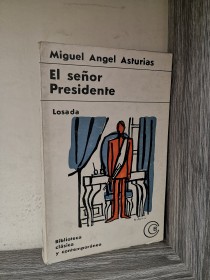 Miguel Angel Asturias
El señor
Presidente
Losada
Biblioteca
clásica
y contemporánea